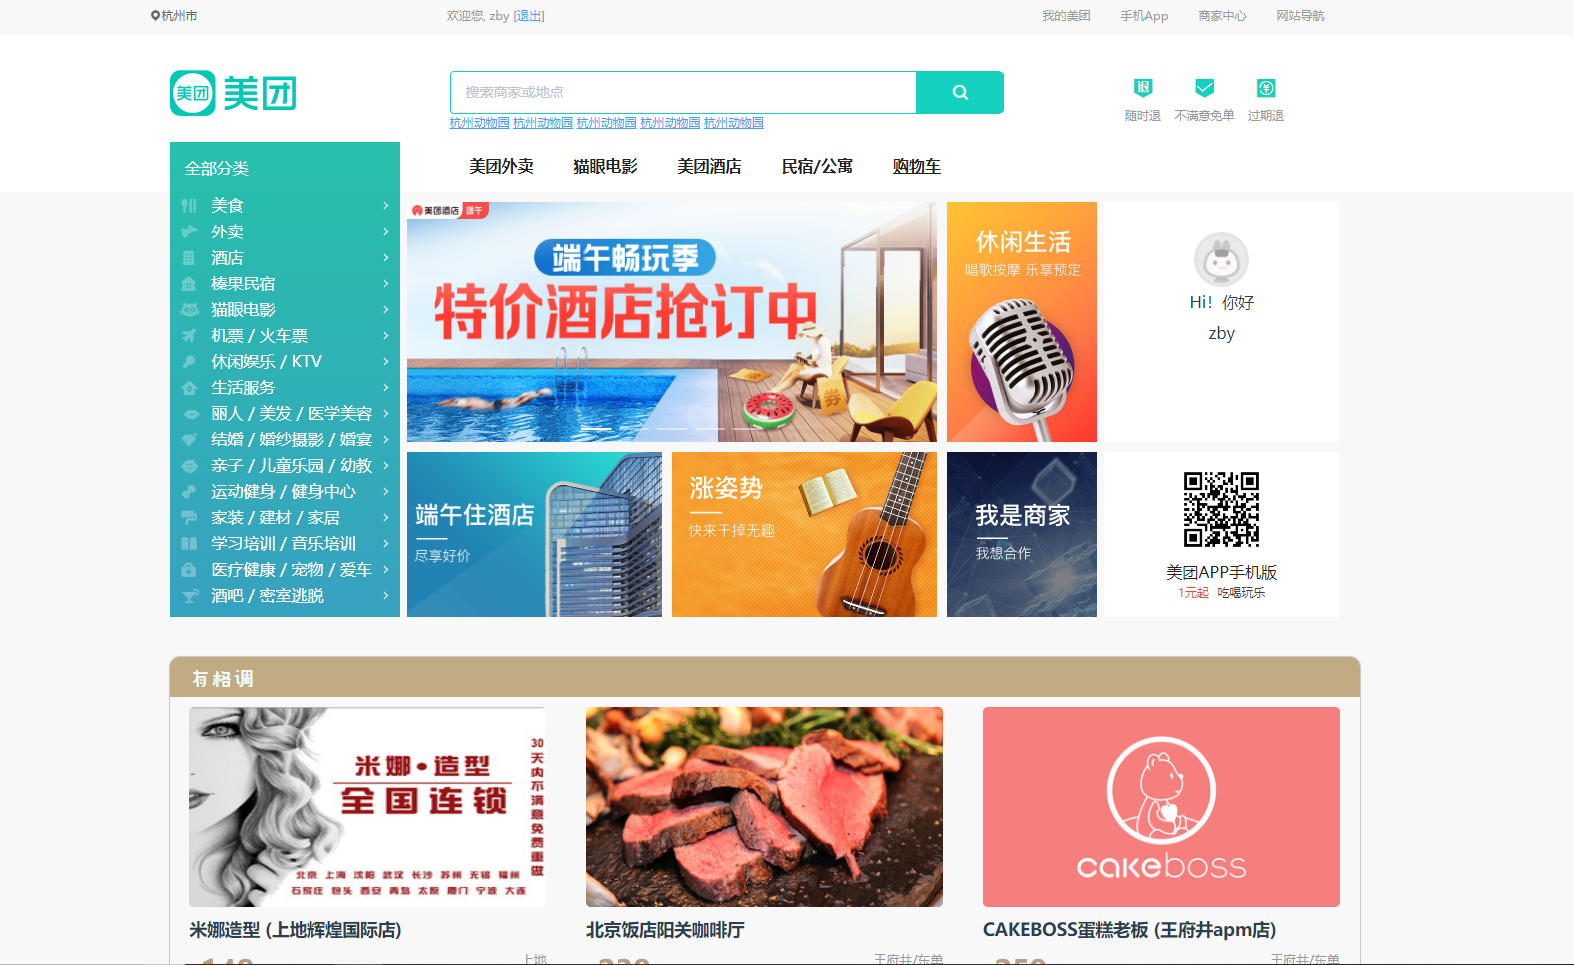 杭州市
欢迎您, zby [退出]
我的美团 手机App 商家中心 网站导航
美团 美团
搜索商家或地点
杭州动物园 杭州动物园 杭州动物园 杭州动物园 杭州动物园
退
随时退 不满意免单 过期退
美团外卖 猫眼电影 美团酒店 民宿/公寓 购物车
全部分类
美食
外卖
酒店
榛果民宿
猫眼电影
机票 / 火车票
休闲娱乐 / KTV
生活服务
丽人 / 美发 / 医学美容
结婚 / 婚纱摄影 / 婚宴
亲子 / 儿童乐园 / 幼教
运动健身 / 健身中心
家装 / 建材 / 家居
学习培训 / 音乐培训
医疗健康 / 宠物 / 爱车
酒吧 / 密室逃脱
美团酒店 端午
端午畅玩季
特价酒店抢订中
券
休闲生活
唱歌按摩 乐享预定
Hi！你好
zby
端午住酒店
尽享好价
涨姿势
快来干掉无趣
我是商家
我想合作
美团APP手机版
1元起 吃喝玩乐
有格调
米娜•造型
全国连锁
30天内不满意免费重做
北京 上海 沈阳 武汉 长沙 苏州 无锡 福州
石家庄 包头 西安 青岛 太原 厦门 宁波 大连
cakeboss
米娜造型 (上地辉煌国际店)
北京饭店阳关咖啡厅
CAKEBOSS蛋糕老板 (王府井apm店)
上地
王府井/东单
王府井/东单